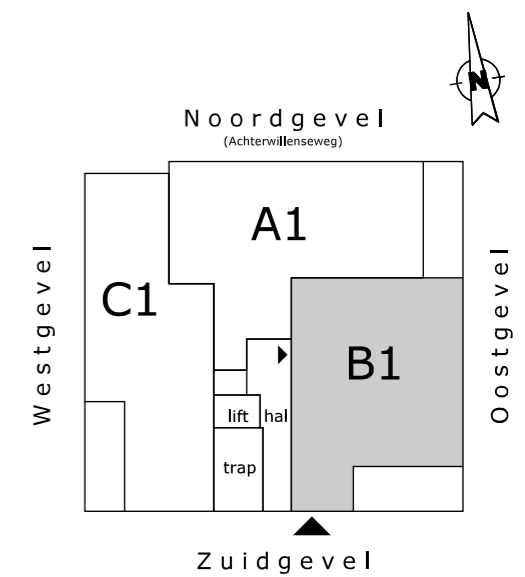 N
Noordgevel
(Achterwillenseweg)
A1
C1
Westgevel
Oostgevel
B1
lift hal
trap
Zuidgevel